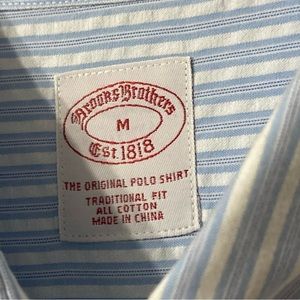 Brooks Brothers
M
Est. 1818
THE ORIGINAL POLO SHIRT
TRADITIONAL FIT
ALL COTTON
MADE IN CHINA